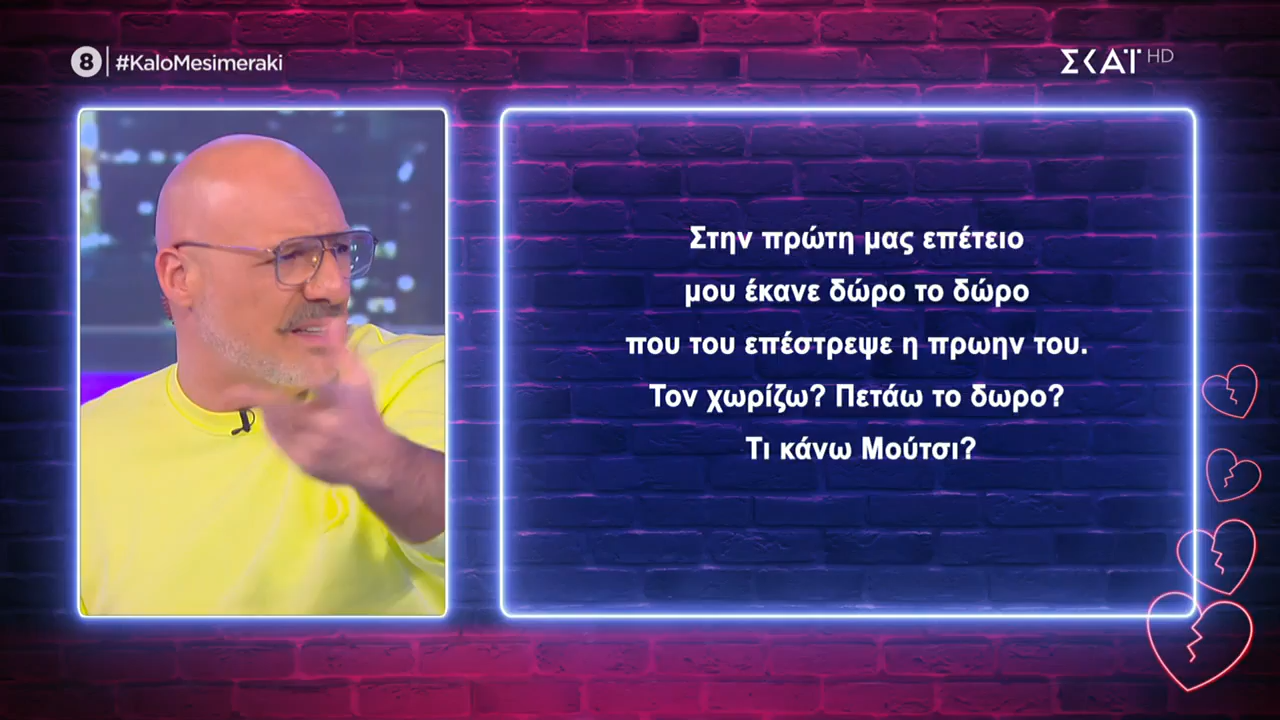 8 #KaloMesimeraki
ΣΚΑΪ HD
Στην πρώτη μας επέτειο
μου έκανε δώρο το δώρο
που του επέστρεψε η πρωην του.
Τον χωρίζω? Πετάω το δωρο?
Τι κάνω Μούτσι?